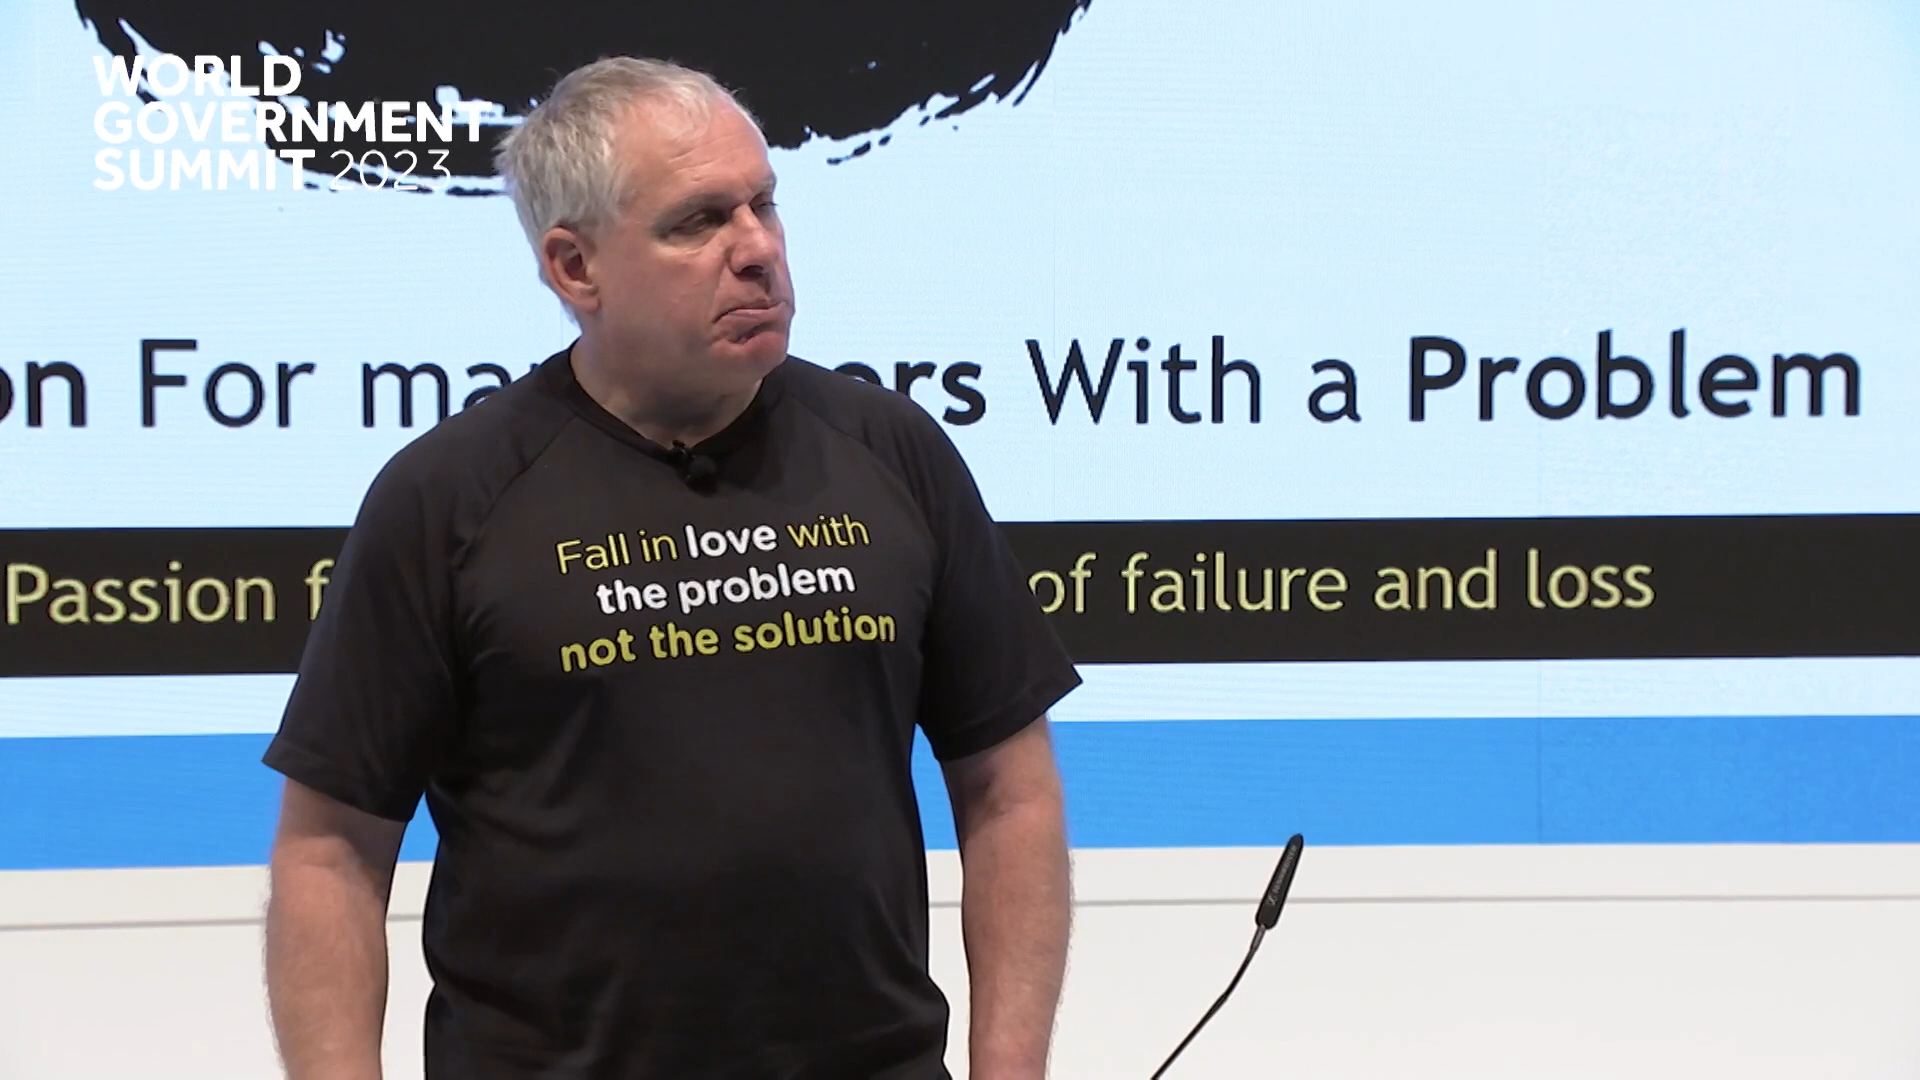 WORLD
GOVERNMENT
SUMMIT 2023
on For ma ers With a Problem
Passion f of failure and loss
Fall in love with
the problem
not the solution
SENNHEISER